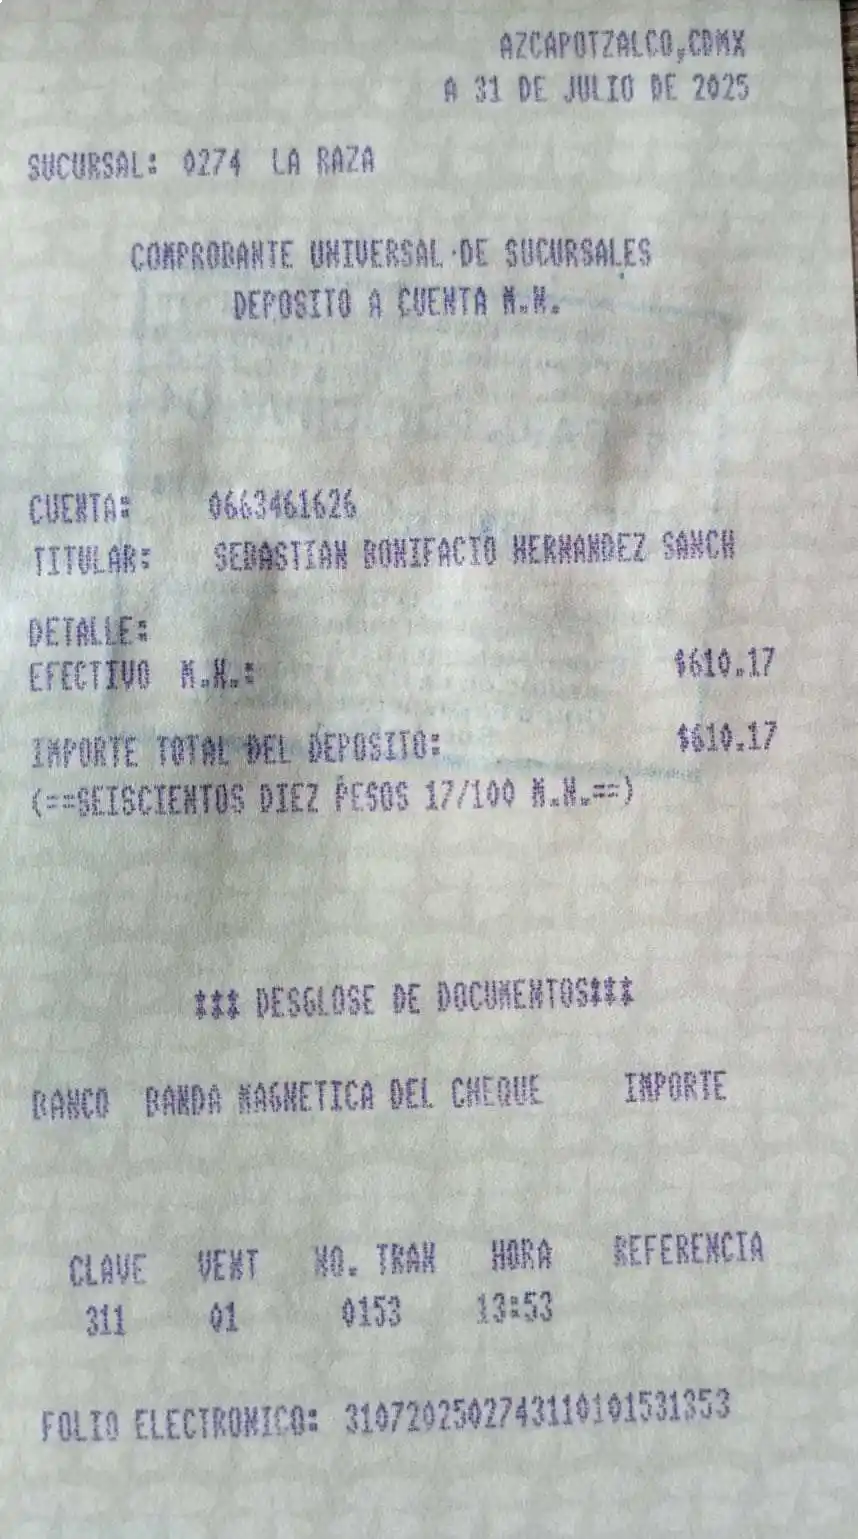 AZCAPOTZALCO,CDMX
A 31 DE JULIO DE 2025
SUCURSAL: 0274 LA RAZA
COMPROBANTE UNIVERSAL DE SUCURSALES
DEPOSITO A CUENTA M.N.
CUENTA: 0663461626
TITULAR: SEBASTIAN BONIFACIO HERNANDEZ SANCH
DETALLE:
EFECTIVO M.N.: $610.17
IMPORTE TOTAL DEL DEPOSITO: $610.17
(==SEISCIENTOS DIEZ PESOS 17/100 M.N.==)
*** DESGLOSE DE DOCUMENTOS***
BANCO BANDA MAGNETICA DEL CHEQUE IMPORTE
CLAVE VENT NO. TRAN HORA REFERENCIA
311 01 0153 13:53
FOLIO ELECTRONICO: 3107202502743110101531353